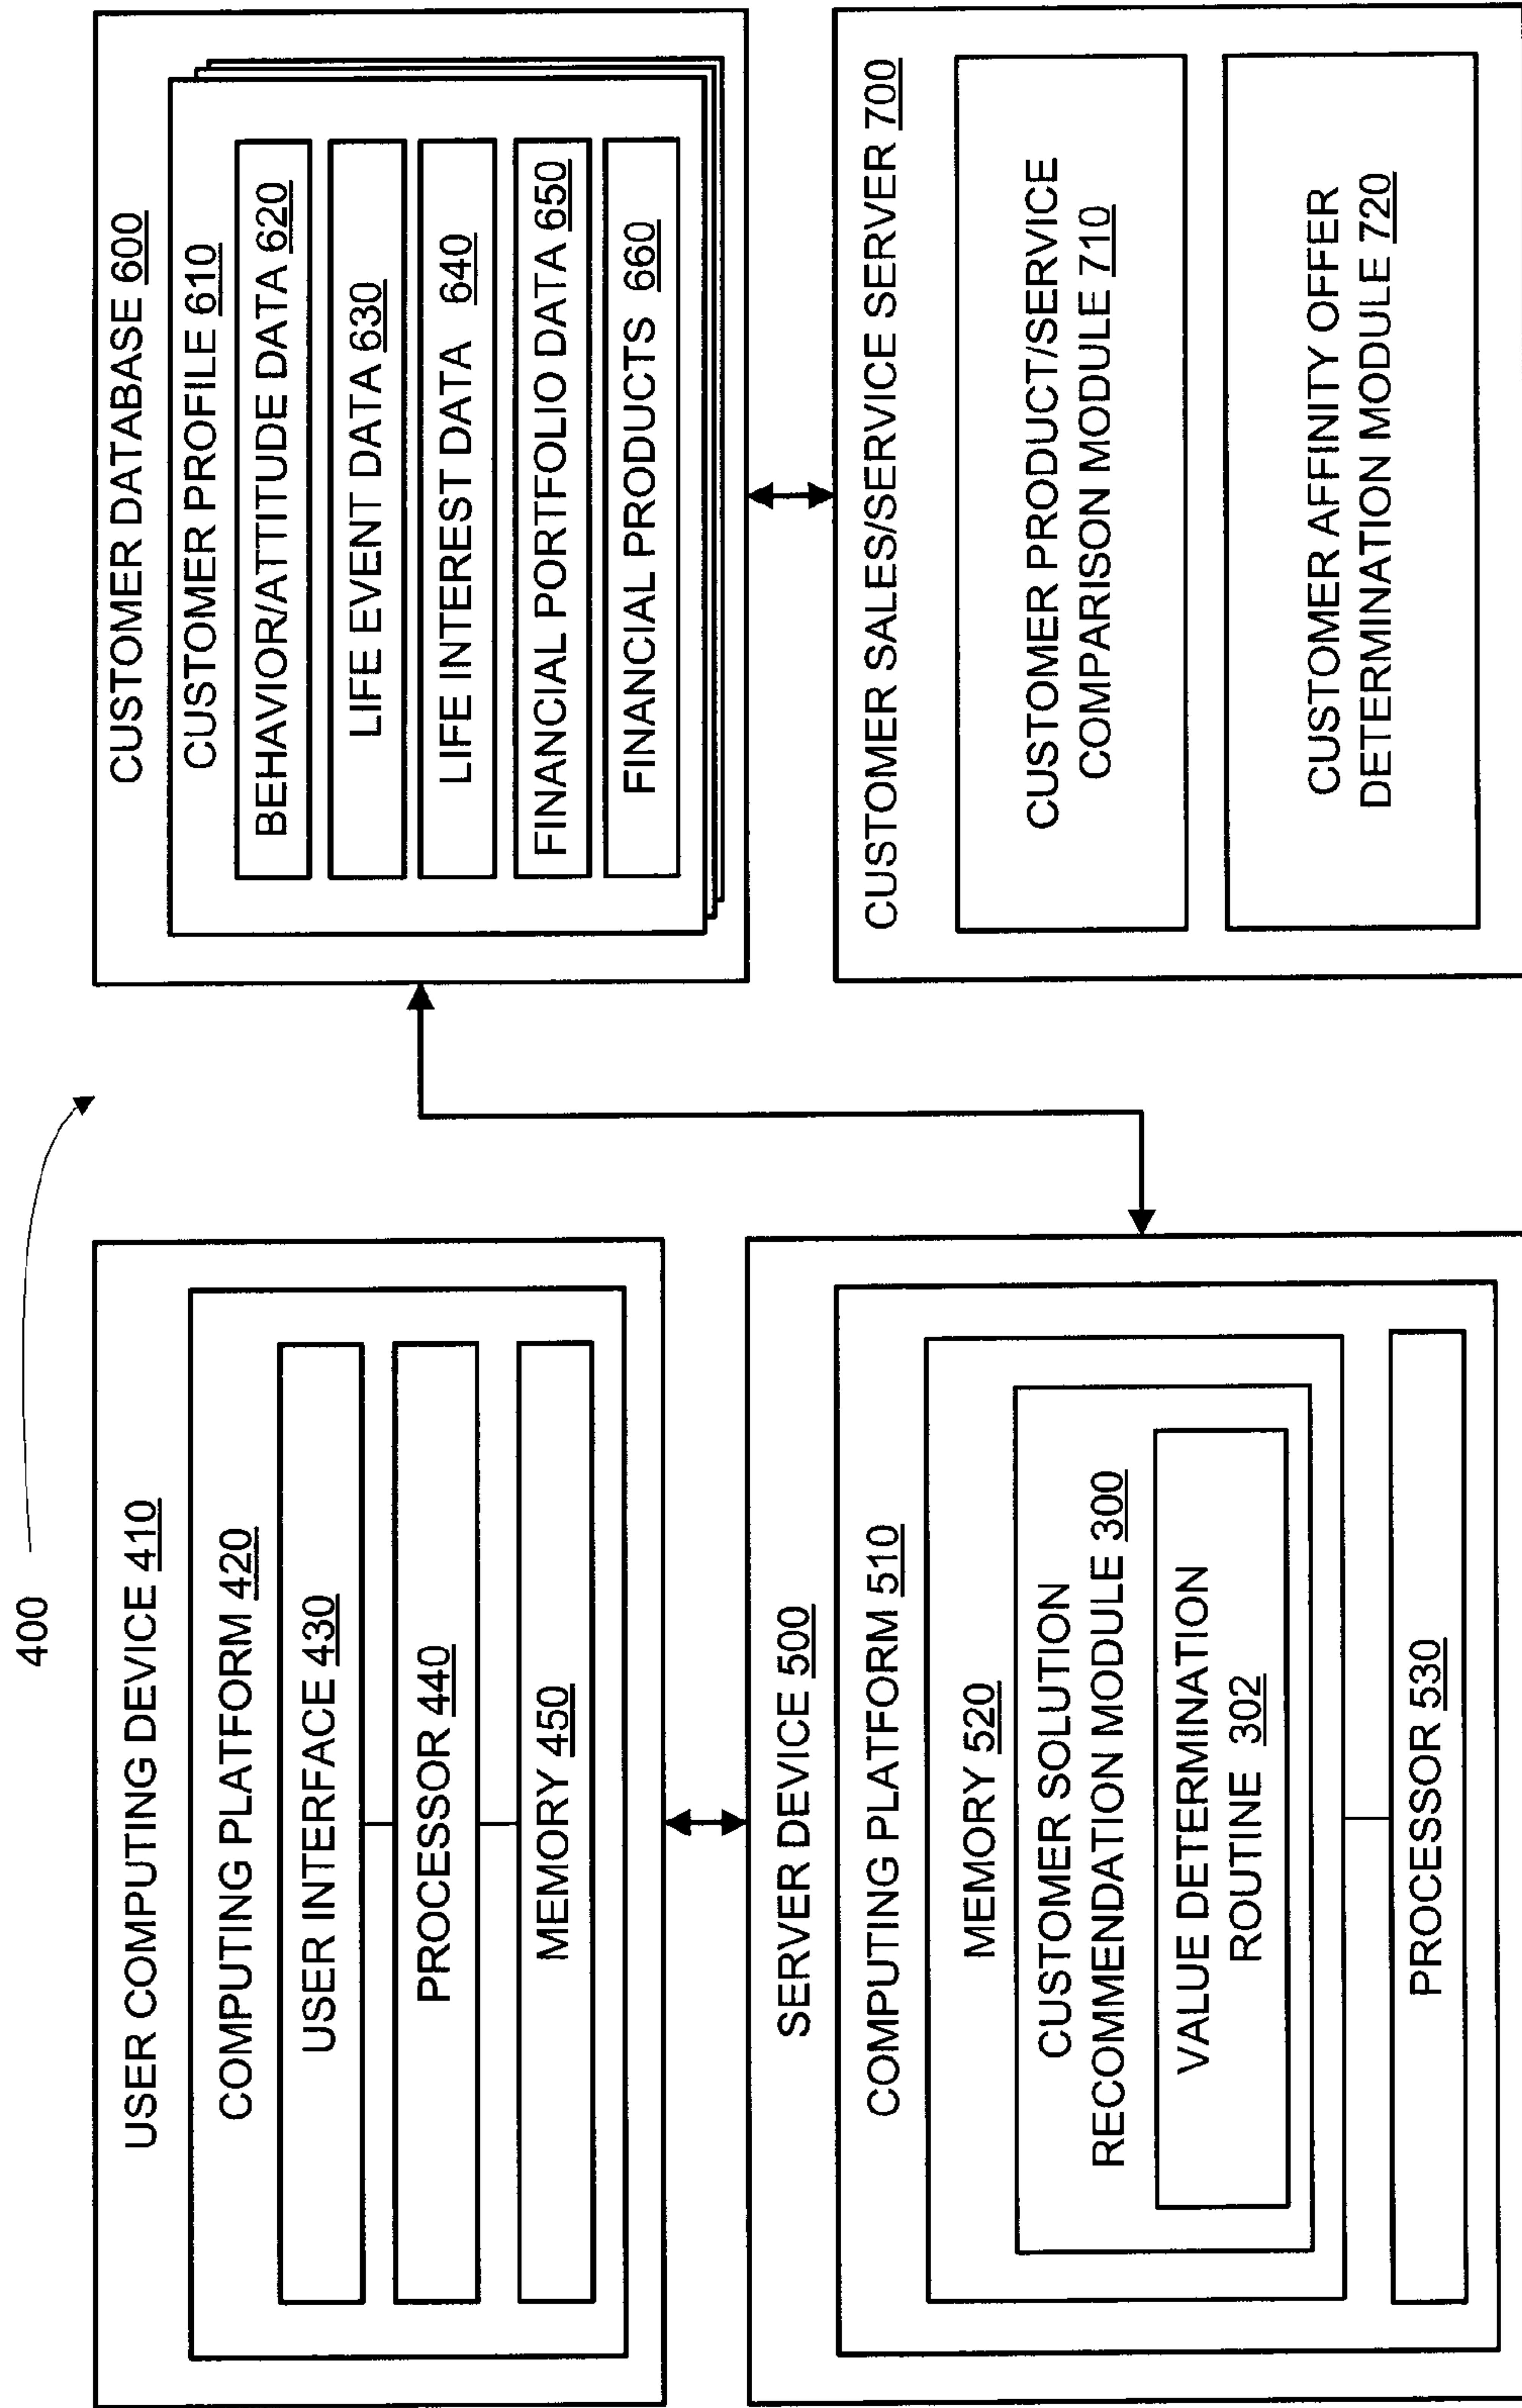 400
USER COMPUTING DEVICE 410
COMPUTING PLATFORM 420
USER INTERFACE 430
PROCESSOR 440
MEMORY 450
SERVER DEVICE 500
COMPUTING PLATFORM 510
MEMORY 520
CUSTOMER SOLUTION
RECOMMENDATION MODULE 300
VALUE DETERMINATION
ROUTINE 302
PROCESSOR 530
CUSTOMER DATABASE 600
CUSTOMER PROFILE 610
BEHAVIOR/ATTITUDE DATA 620
LIFE EVENT DATA 630
LIFE INTEREST DATA 640
FINANCIAL PORTFOLIO DATA 650
FINANCIAL PRODUCTS 660
CUSTOMER SALES/SERVICE SERVER 700
CUSTOMER PRODUCT/SERVICE
COMPARISON MODULE 710
CUSTOMER AFFINITY OFFER
DETERMINATION MODULE 720